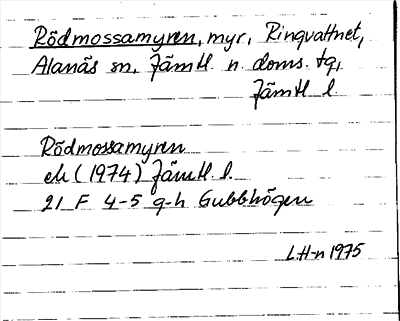 Rödmossamyren, myr, Ringvattnet,
Alanäs sn, Jämtl. n. doms. tg,
Jämtl l.
Rödmossamyren
ek (1974) Jämtl. l.
21 F 4-5 g-h Gubbhögen
LH-n 1975